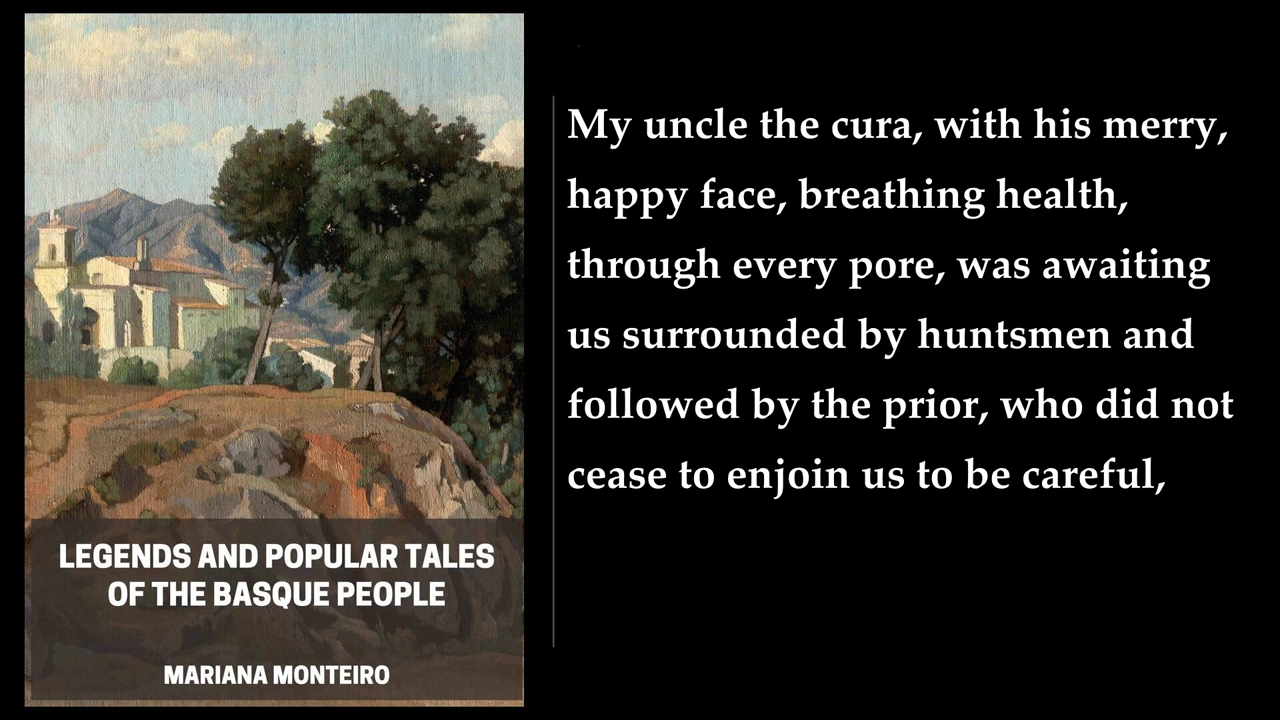 LEGENDS AND POPULAR TALES
OF THE BASQUE PEOPLE
MARIANA MONTEIRO
My uncle the cura, with his merry,
happy face, breathing health,
through every pore, was awaiting
us surrounded by huntsmen and
followed by the prior, who did not
cease to enjoin us to be careful,